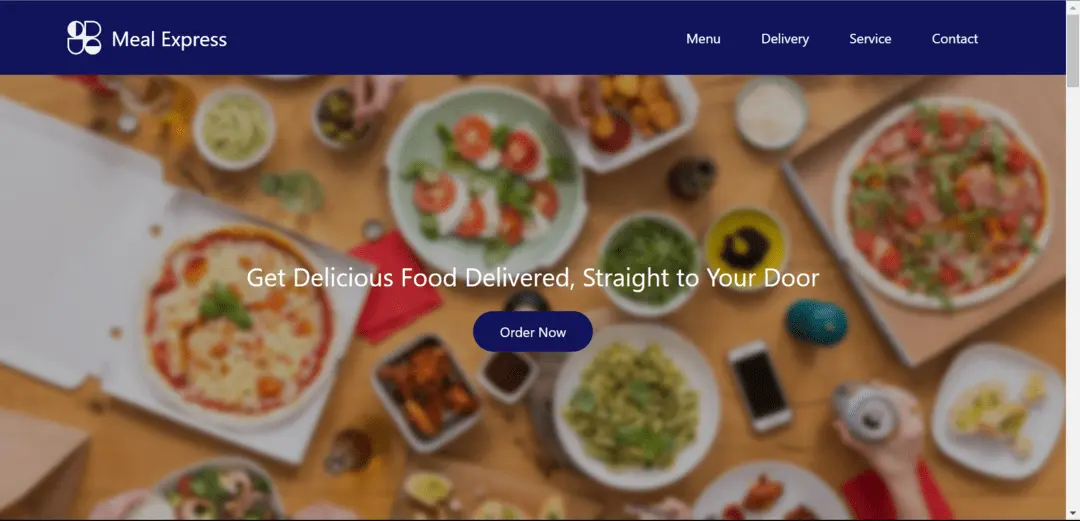 Meal Express
Menu Delivery Service Contact
Get Delicious Food Delivered, Straight to Your Door
Order Now